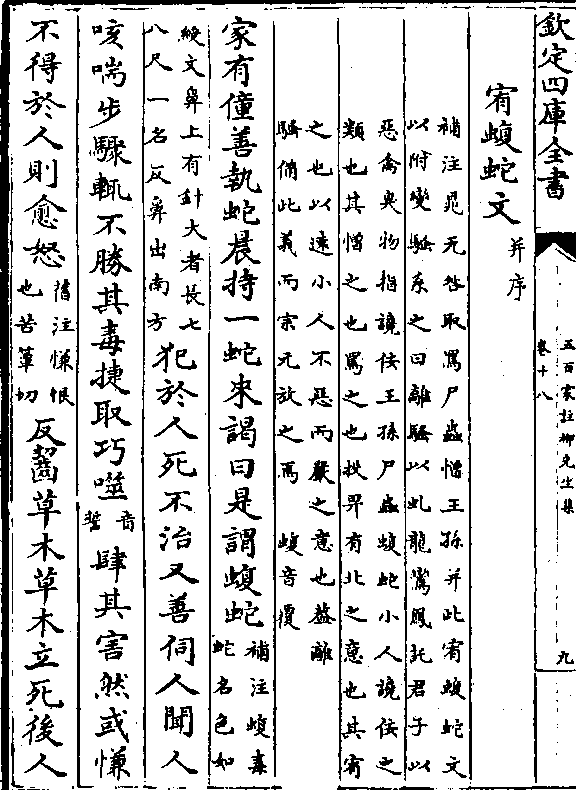 欽定四庫全書
五百家註柳先生集
卷十八
九
宥蝮蛇文 并序
補注晁无咎取罵尸蟲憎王孫并此宥蝮蛇文
以附變騷系之曰離騷以虬龍鸞鳳託君子以
惡禽臭物指讒佞王孫尸蟲蝮蛇小人讒佞之
類也其憎之也罵之也投畀有北之意也其宥
之也以遠小人不惡而嚴之意也蓋離
騷備此義而宗元放之焉 蝮音覆
家有僮善執蛇晨持一蛇來謁曰是謂蝮蛇 補注蝮毒蛇名色如
綬文鼻上有針大者長七八尺一名反鼻出南方 犯於人死不治又善伺人聞人
咳喘步驟輒不勝其毒捷取巧噬 音誓 肆其害然或慊
不得於人則愈怒 補注慊恨也苦簟切 反齧草木草木立死後人